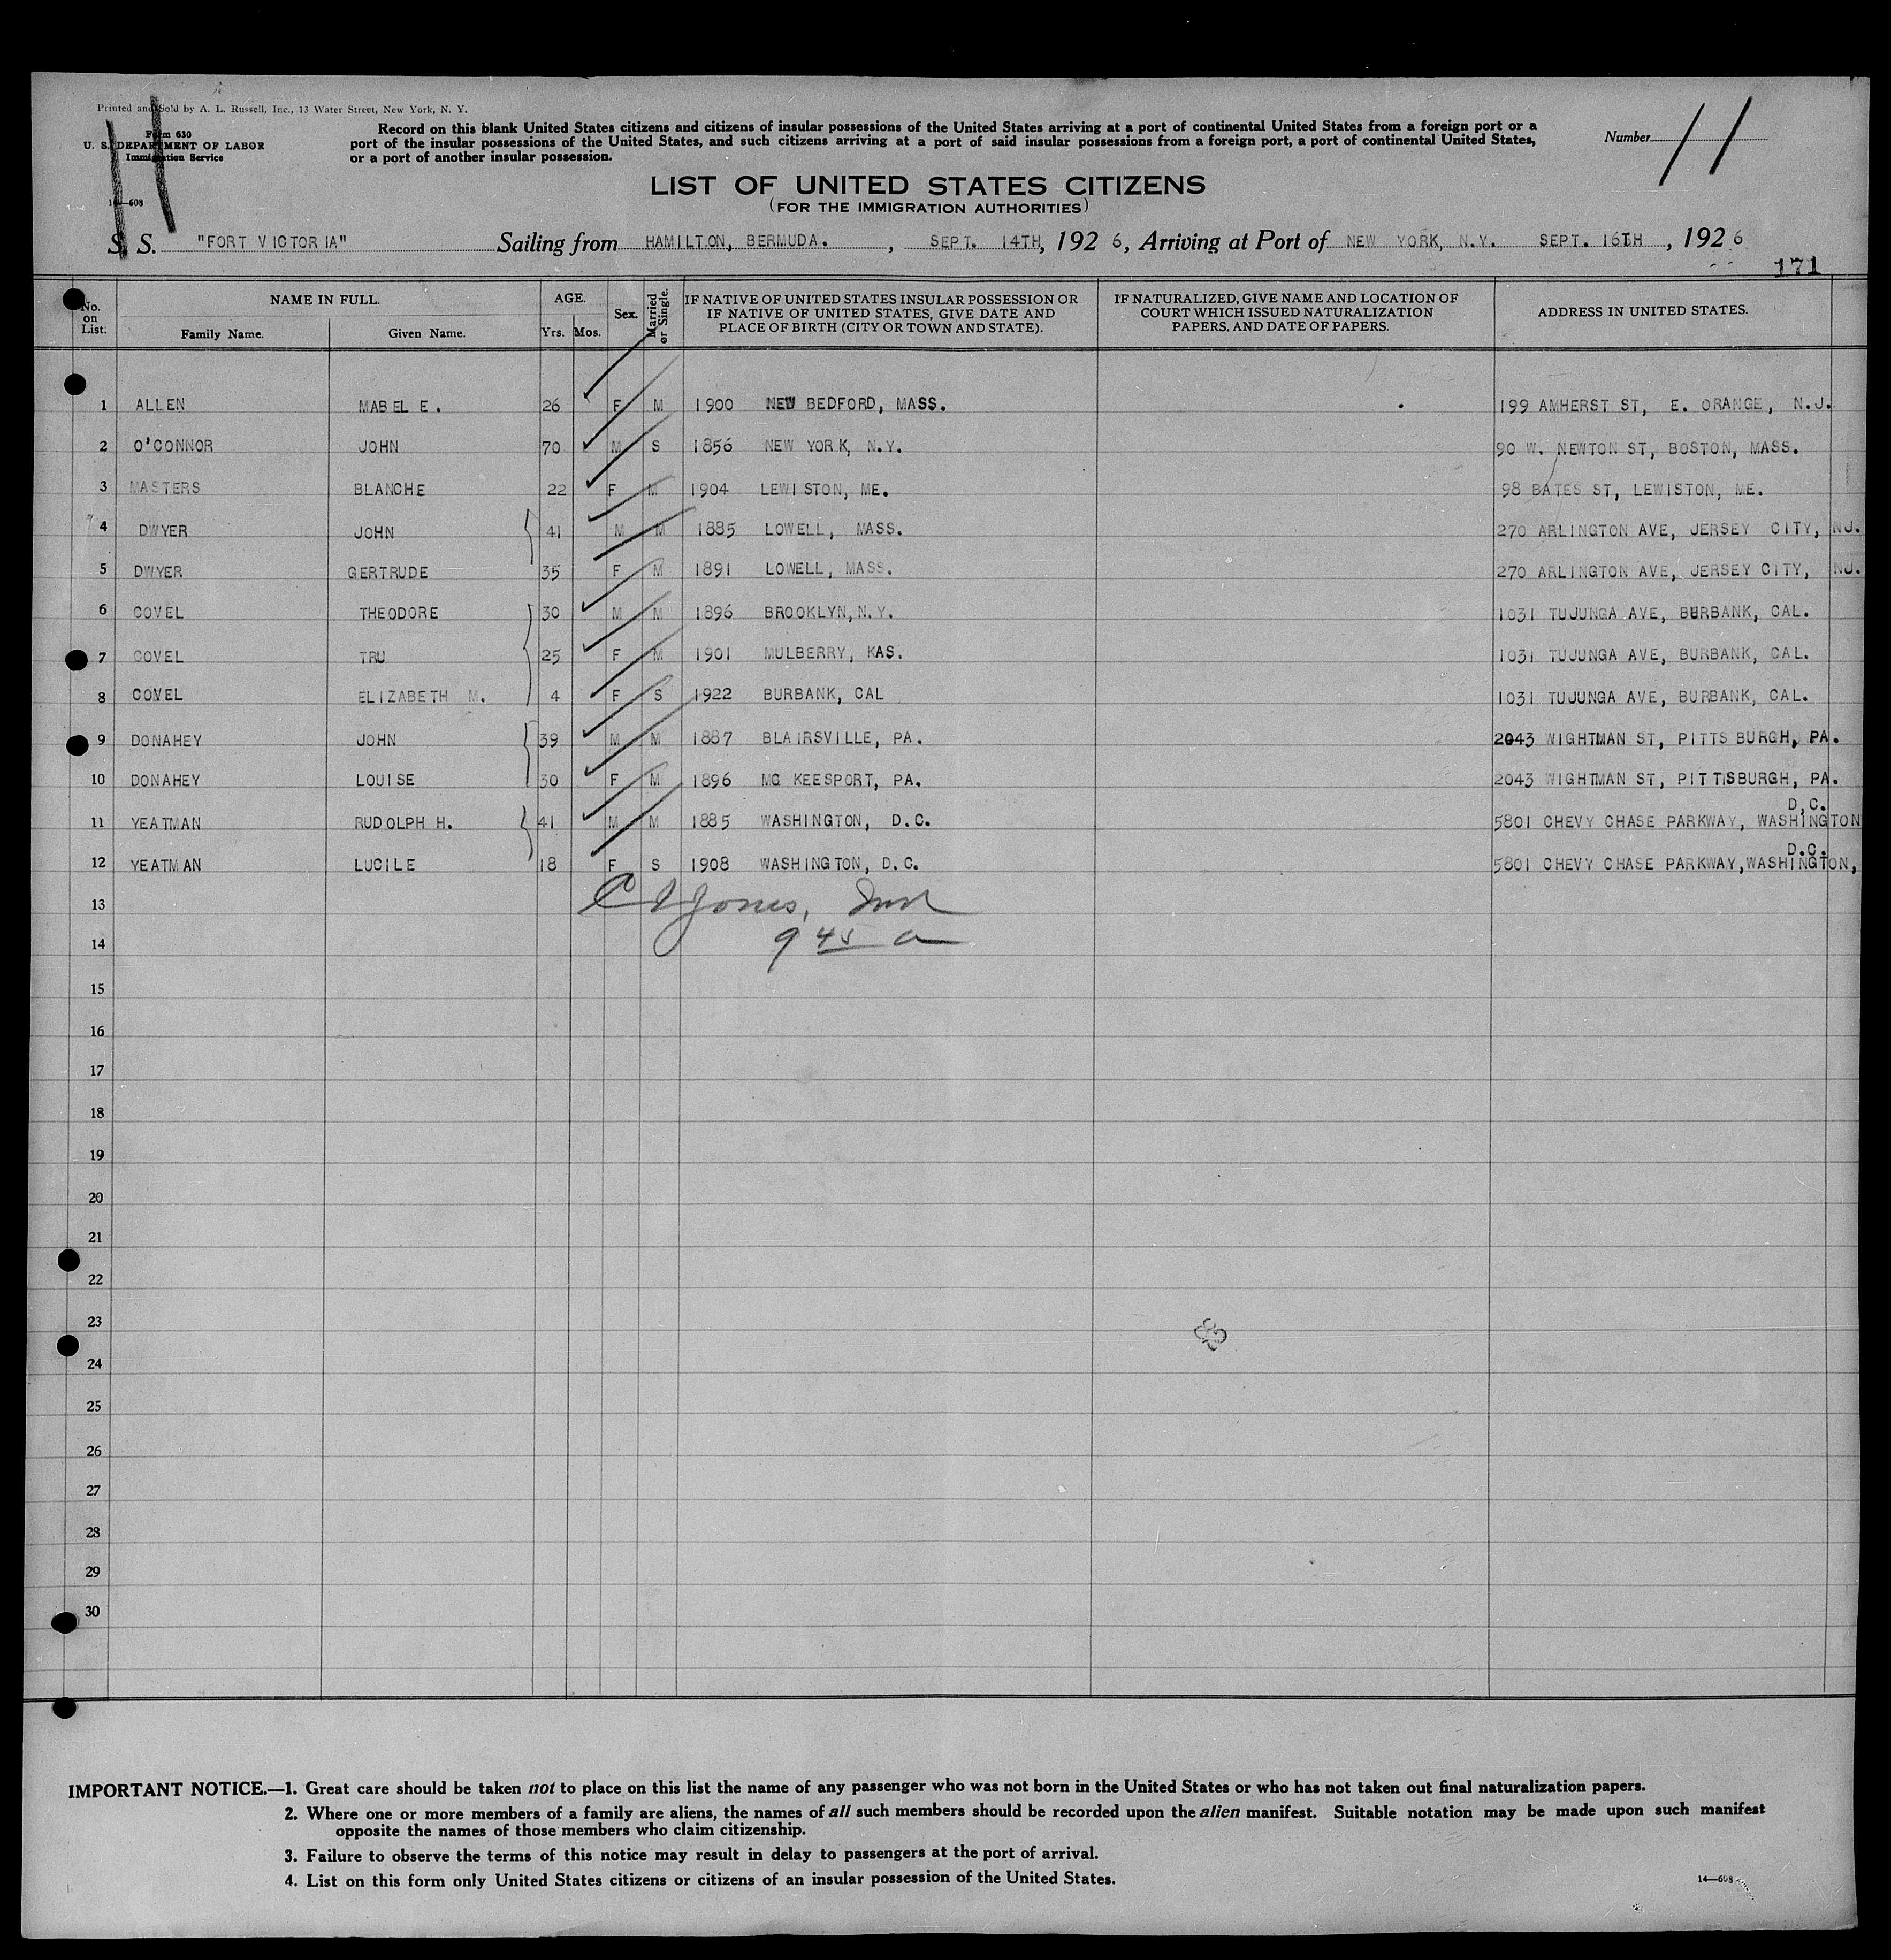 Printed and Sold by A. L. Russell, Inc., 13 Water Street, New York, N. Y.
Form 630
U. S. DEPARTMENT OF LABOR
Immigration Service
14—608
Record on this blank United States citizens and citizens of insular possessions of the United States arriving at a port of continental United States from a foreign port or a
port of the insular possessions of the United States, and such citizens arriving at a port of said insular possessions from a foreign port, a port of continental United States,
or a port of another insular possession.
Number 11
LIST OF UNITED STATES CITIZENS
(FOR THE IMMIGRATION AUTHORITIES)
S. S. "FORT VICTORIA" Sailing from HAMILTON, BERMUDA. , SEPT. 14TH, 1926, Arriving at Port of NEW YORK, N.Y. SEPT. 16TH , 1926
171
No. on List. NAME IN FULL. Family Name. Given Name. AGE. Yrs. Mos. Sex. Married or Single. IF NATIVE OF UNITED STATES INSULAR POSSESSION OR IF NATIVE OF UNITED STATES, GIVE DATE AND PLACE OF BIRTH (CITY OR TOWN AND STATE). IF NATURALIZED, GIVE NAME AND LOCATION OF COURT WHICH ISSUED NATURALIZATION PAPERS, AND DATE OF PAPERS. ADDRESS IN UNITED STATES.
1 ALLEN MABEL E. 26 F M 1900 NEW BEDFORD, MASS. 199 AMHERST ST, E. ORANGE, N.J.
2 O'CONNOR JOHN 70 M S 1856 NEW YORK, N.Y. 90 W. NEWTON ST, BOSTON, MASS.
3 MASTERS BLANCHE 22 F M 1904 LEWISTON, ME. 98 BATES ST, LEWISTON, ME.
4 DWYER JOHN 41 M M 1885 LOWELL, MASS. 270 ARLINGTON AVE, JERSEY CITY, NJ.
5 DWYER GERTRUDE 35 F M 1891 LOWELL, MASS. 270 ARLINGTON AVE, JERSEY CITY, NJ.
6 COVEL THEODORE 30 M M 1896 BROOKLYN,N.Y. 1031 TUJUNGA AVE, BURBANK, CAL.
7 COVEL TRU 25 F M 1901 MULBERRY, KAS. 1031 TUJUNGA AVE, BURBANK, CAL.
8 COVEL ELIZABETH M. 4 F S 1922 BURBANK, CAL 1031 TUJUNGA AVE, BURBANK, CAL.
9 DONAHEY JOHN 39 M M 1887 BLAIRSVILLE, PA. 2043 WIGHTMAN ST, PITTS BURGH, PA.
10 DONAHEY LOUISE 30 F M 1896 MC KEESPORT, PA. 2043 WIGHTMAN ST, PITTTSBURGH, PA.
11 YEATMAN RUDOLPH H. 41 M M 1885 WASHINGTON, D.C. 5801 CHEVY CHASE PARKWAY, WASHINGTON D.C.
12 YEATMAN LUCILE 18 F S 1908 WASHINGTON, D.C. 5801 CHEVY CHASE PARKWAY,WASHINGTON, D.C.
13 Jones,
14 9 45 a
15
16
17
18
19
20
21
22
23
24
25
26
27
28
29
30
IMPORTANT NOTICE.—1. Great care should be taken not to place on this list the name of any passenger who was not born in the United States or who has not taken out final naturalization papers.
2. Where one or more members of a family are aliens, the names of all such members should be recorded upon the alien manifest. Suitable notation may be made upon such manifest
opposite the names of those members who claim citizenship.
3. Failure to observe the terms of this notice may result in delay to passengers at the port of arrival.
4. List on this form only United States citizens or citizens of an insular possession of the United States.
14—608